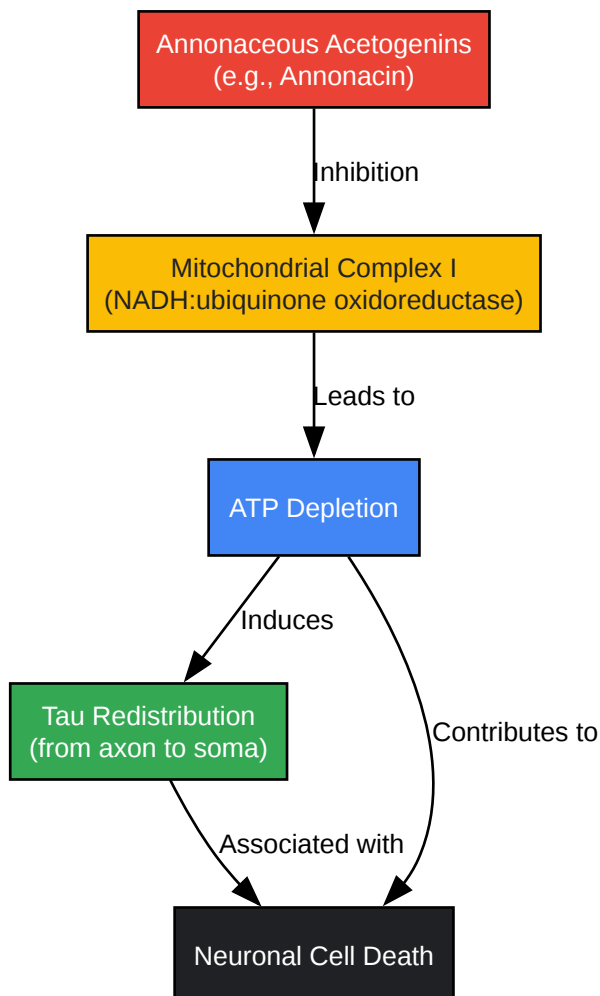 Annonaceous Acetogenins
(e.g., Annonacin)
Inhibition
Mitochondrial Complex I
(NADH:ubiquinone oxidoreductase)
Leads to
ATP Depletion
Induces
Tau Redistribution
(from axon to soma)
Contributes to
Associated with
Neuronal Cell Death